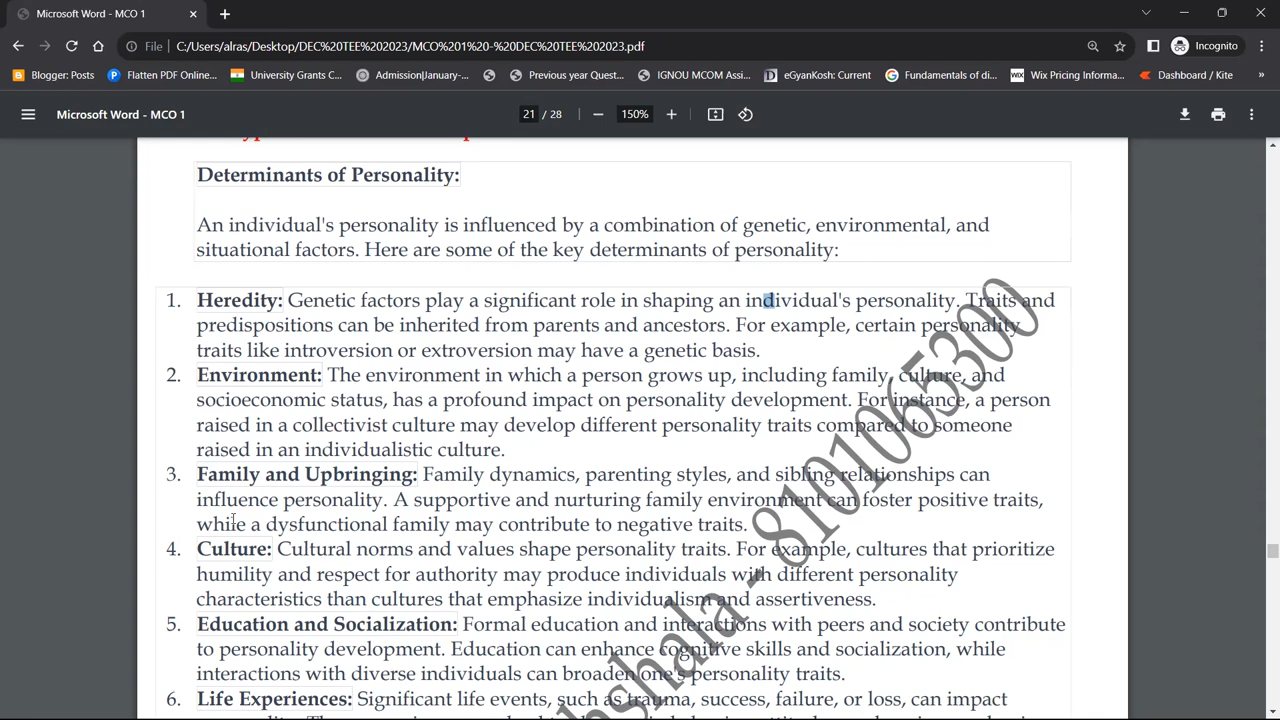 Microsoft Word - MCO 1
Incognito
File C:/Users/alras/Desktop/DEC%20TEE%202023/MCO%201%20-%20DEC%20TEE%202023.pdf
Blogger: Posts Flatten PDF Online... University Grants C... Admission|January-... Previous year Quest... IGNOU MCOM Assi... eGyanKosh: Current Fundamentals of di... Wix Pricing Informa... Dashboard / Kite »
Microsoft Word - MCO 1 21 / 28 150%
Determinants of Personality:
An individual's personality is influenced by a combination of genetic, environmental, and
situational factors. Here are some of the key determinants of personality:
1. Heredity: Genetic factors play a significant role in shaping an individual's personality. Traits and
predispositions can be inherited from parents and ancestors. For example, certain personality
traits like introversion or extroversion may have a genetic basis.
2. Environment: The environment in which a person grows up, including family, culture, and
socioeconomic status, has a profound impact on personality development. For instance, a person
raised in a collectivist culture may develop different personality traits compared to someone
raised in an individualistic culture.
3. Family and Upbringing: Family dynamics, parenting styles, and sibling relationships can
influence personality. A supportive and nurturing family environment can foster positive traits,
while a dysfunctional family may contribute to negative traits.
4. Culture: Cultural norms and values shape personality traits. For example, cultures that prioritize
humility and respect for authority may produce individuals with different personality
characteristics than cultures that emphasize individualism and assertiveness.
5. Education and Socialization: Formal education and interactions with peers and society contribute
to personality development. Education can enhance cognitive skills and socialization, while
interactions with diverse individuals can broaden one's personality traits.
6. Life Experiences: Significant life events, such as trauma, success, failure, or loss, can impact
- 8101065300